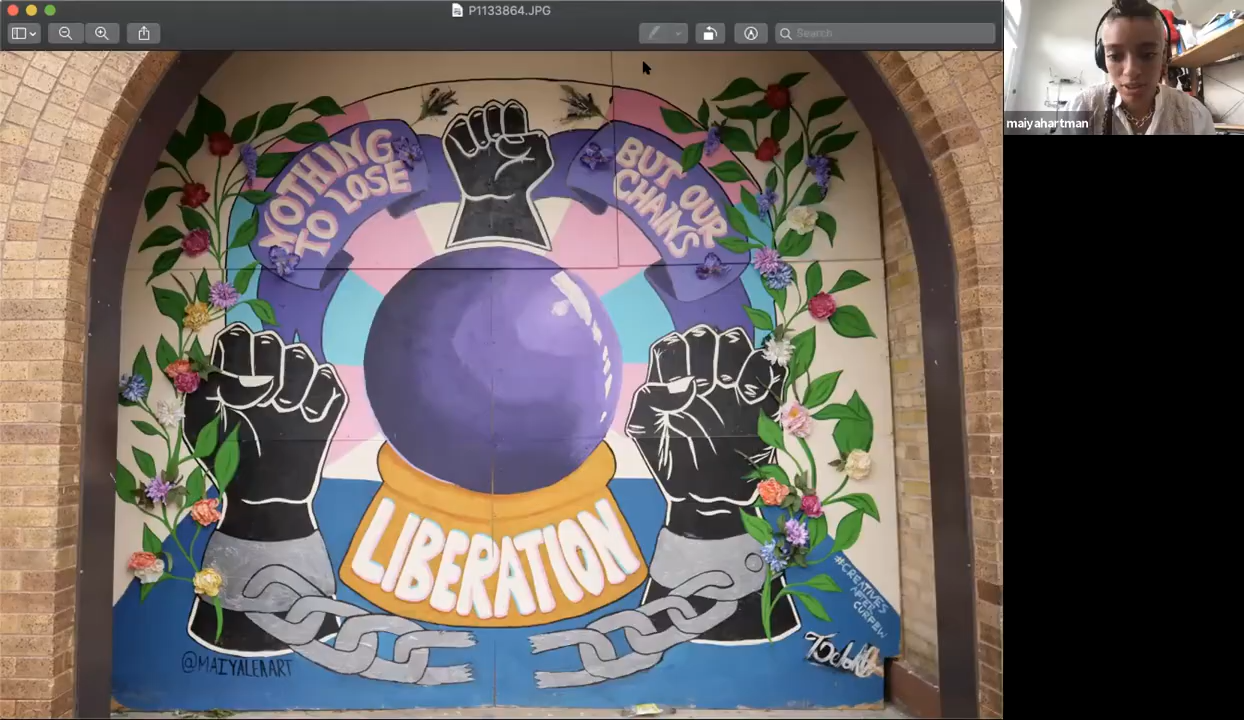 P1133864.JPG
Search
maiyahartman
NOTHING
TO LOSE
BUT OUR
CHAINS
LIBERATION
#CREATIVES
AFTER
CURFEW
@MAIYALEAART